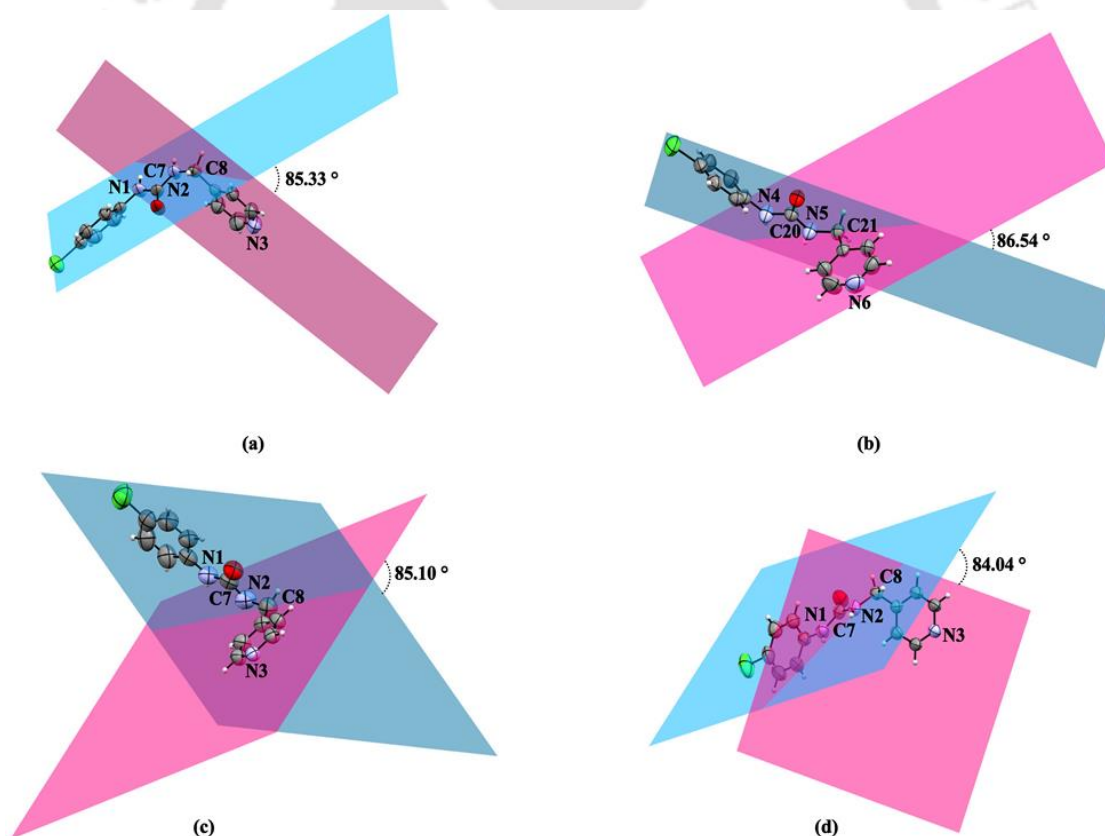 85.33 °
C7 C8
N1 N2
N3
(a)
N4 N5
C20 C21
86.54 °
N6
(b)
N1
N2
C7 C8
85.10 °
N3
(c)
84.04 °
C8
N1 N2
C7 N3
(d)